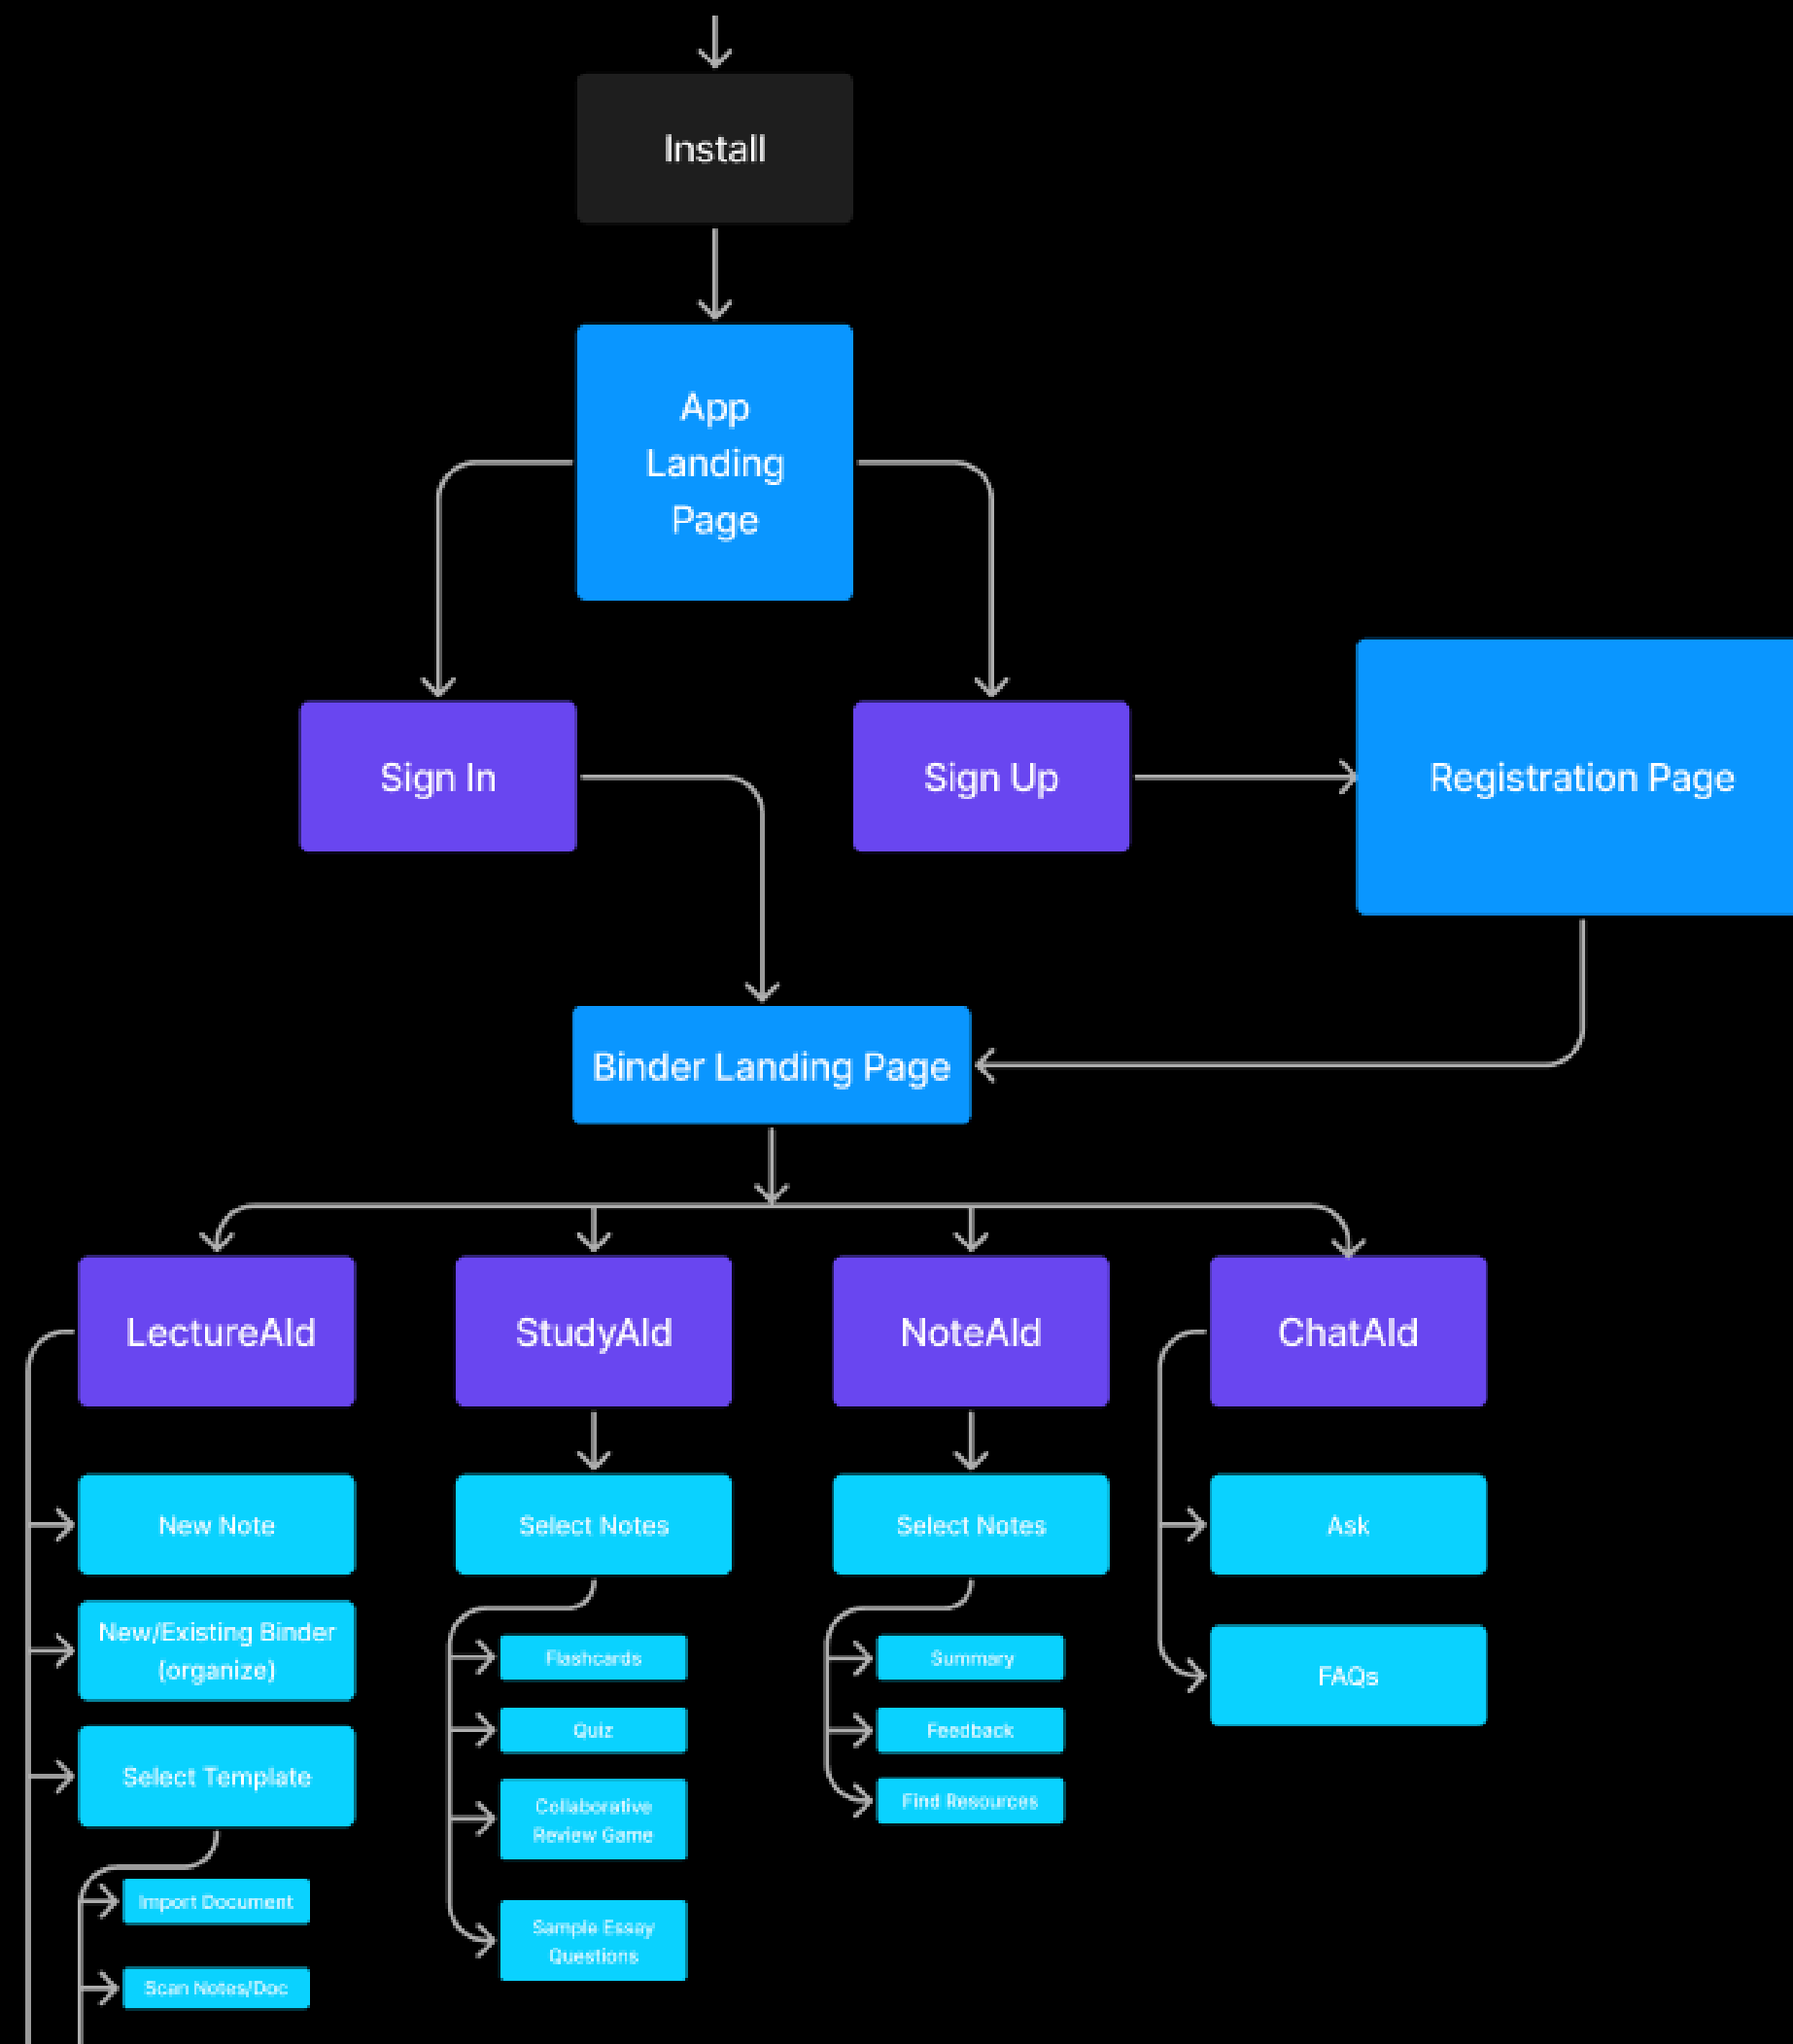 Install
App
Landing
Page
Sign In
Sign Up
Registration Page
Binder Landing Page
LectureAId
StudyAId
NoteAId
ChatAId
New Note
Select Notes
Select Notes
Ask
New/Existing Binder
(organize)
Flashcards
Summary
FAQs
Quiz
Feedback
Select Template
Collaborative
Review Game
Find Resources
Import Document
Sample Essay
Questions
Scan Notes/Doc